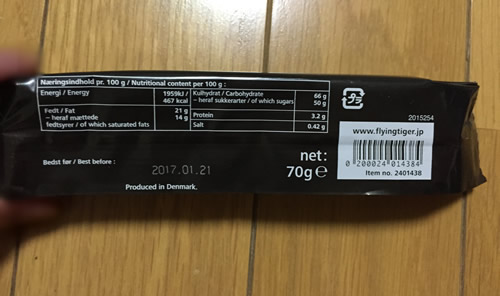 Næringsindhold pr. 100 g / Nutritional content per 100 g :
Energi / Energy 1959kJ /
467 kcal
Fedt / Fat 21 g
– heraf mættede 14 g
fedtsyrer / of which saturated fats
Kulhydrat / Carbohydrate 66 g
– heraf sukkerarter / of which sugars 50 g
Protein 3.2 g
Salt 0.42 g
プラ
2015254
www.flyingtiger.jp
0 200024 014384
Item no. 2401438
Bedst før / Best before :
2017.01.21
net:
70g e
Produced in Denmark.